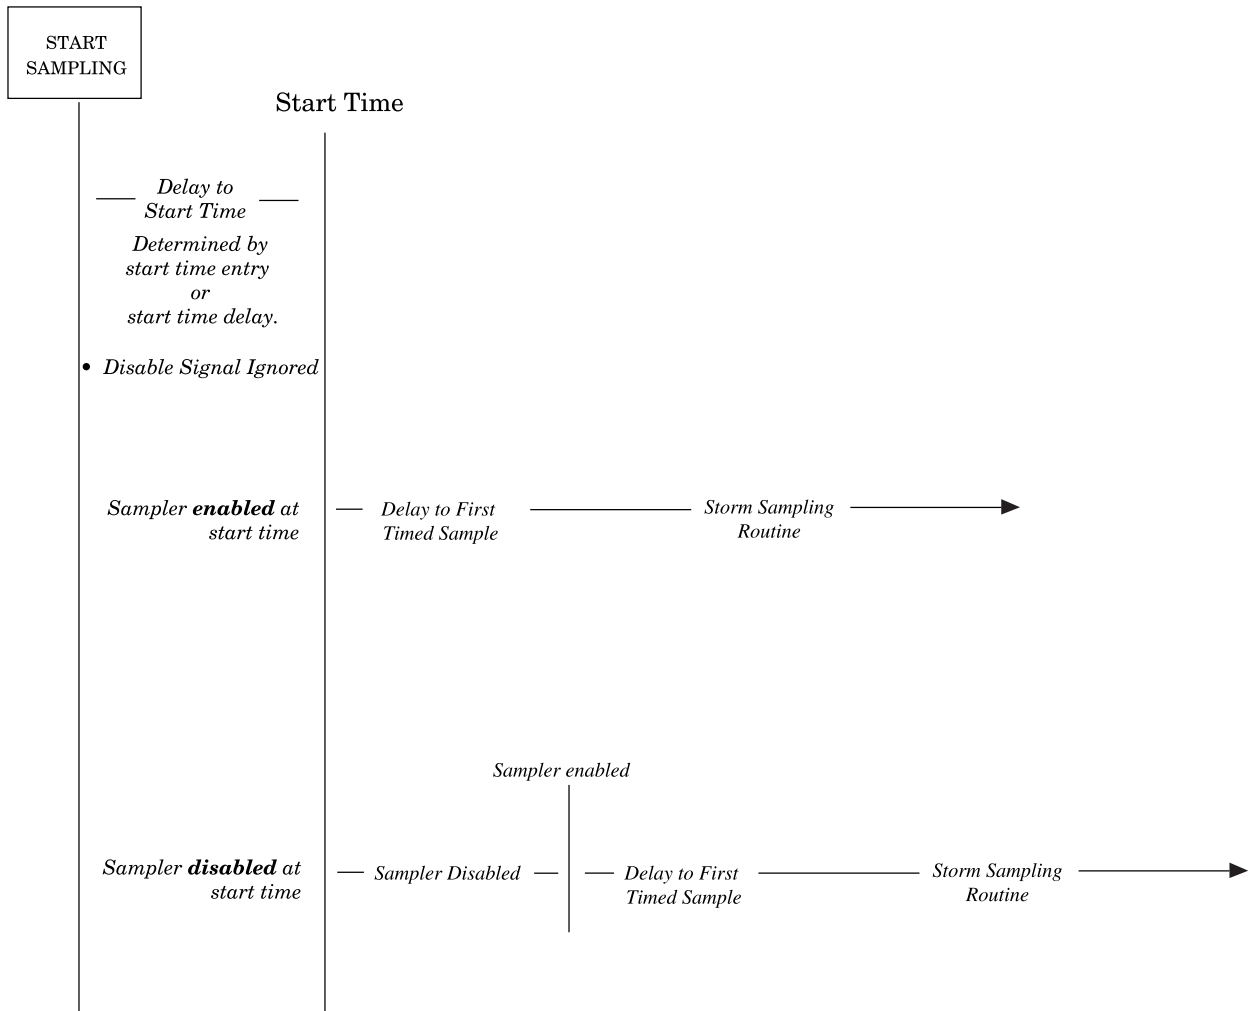 START
SAMPLING
Start Time
Delay to
Start Time
Determined by
start time entry
or
start time delay.
• Disable Signal Ignored
Sampler enabled at
start time
Delay to First
Timed Sample
Storm Sampling
Routine
Sampler enabled
Sampler disabled at
start time
Sampler Disabled
Delay to First
Timed Sample
Storm Sampling
Routine